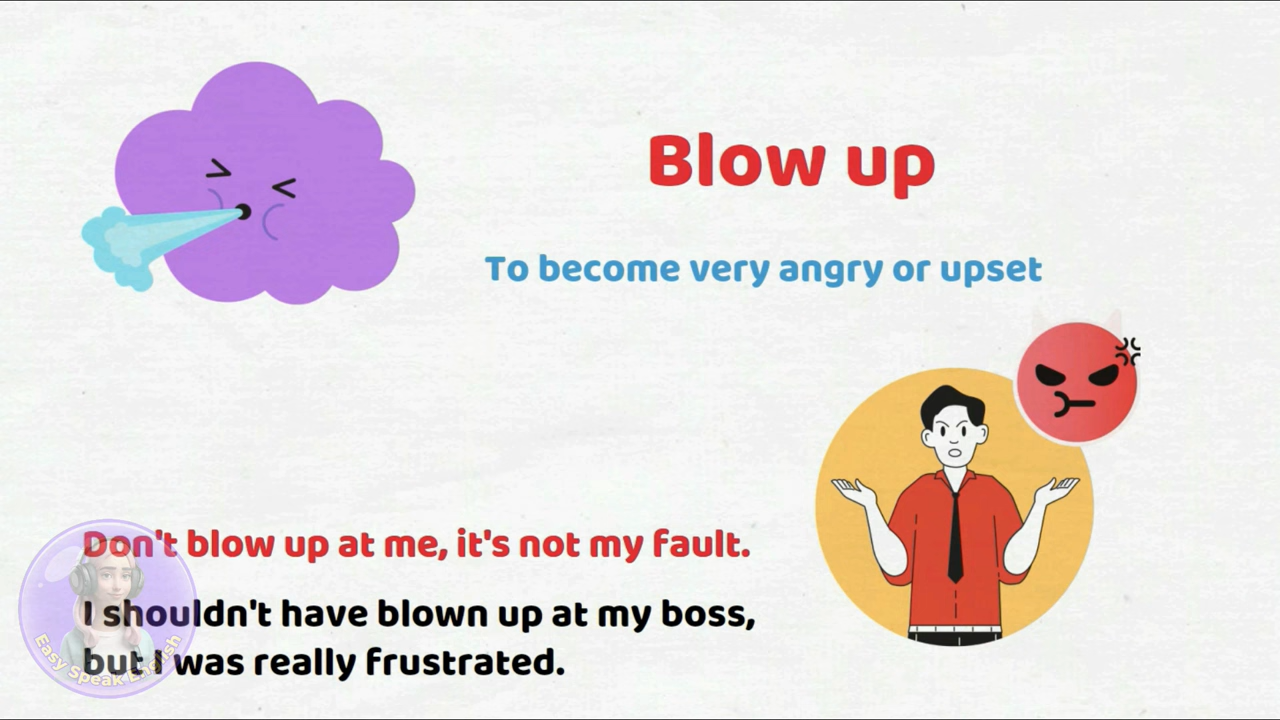 Blow up
To become very angry or upset
Don't blow up at me, it's not my fault.
I shouldn't have blown up at my boss,
but I was really frustrated.
Easy Speak English